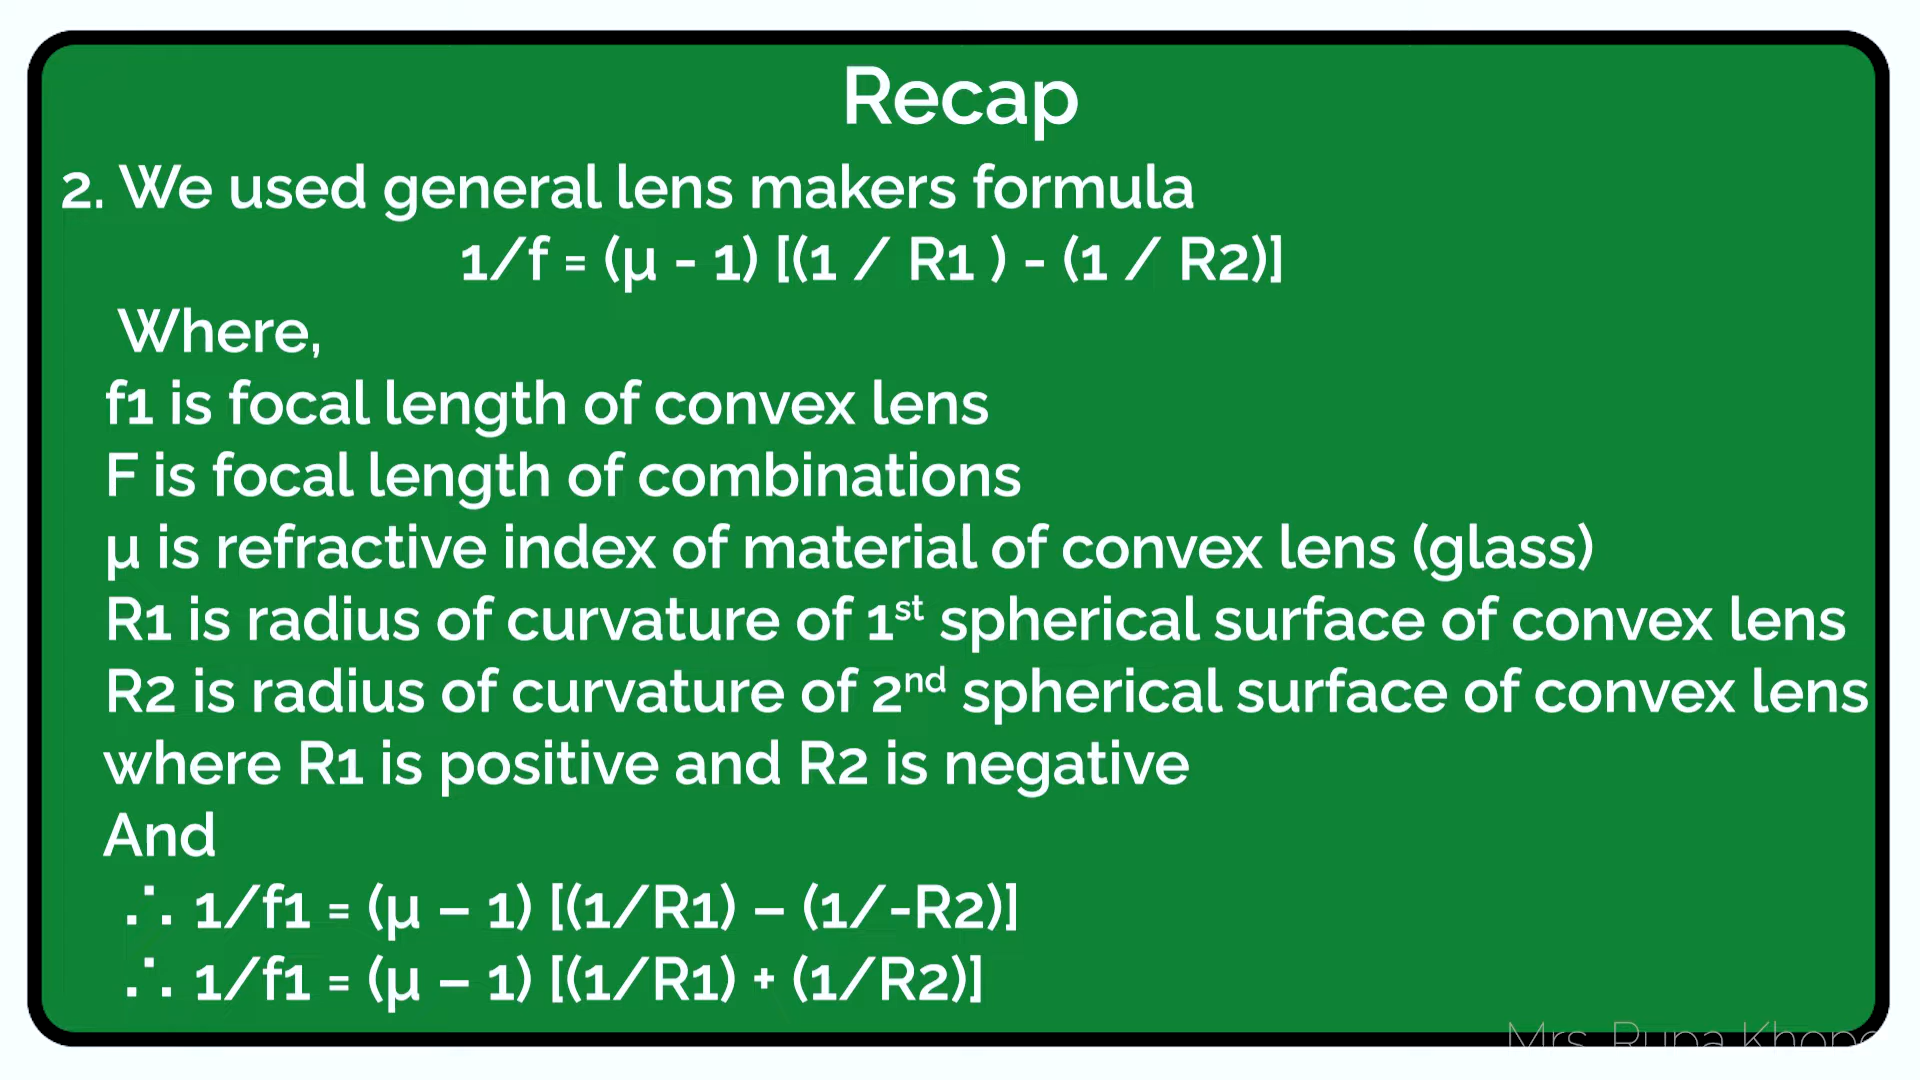 Recap
2. We used general lens makers formula
1/f = (μ - 1) [(1 / R1 ) - (1 / R2)]
Where,
f1 is focal length of convex lens
F is focal length of combinations
μ is refractive index of material of convex lens (glass)
R1 is radius of curvature of 1st spherical surface of convex lens
R2 is radius of curvature of 2nd spherical surface of convex lens
where R1 is positive and R2 is negative
And
∴ 1/f1 = (μ – 1) [(1/R1) – (1/-R2)]
∴ 1/f1 = (μ – 1) [(1/R1) + (1/R2)]
Mrs. Rupa